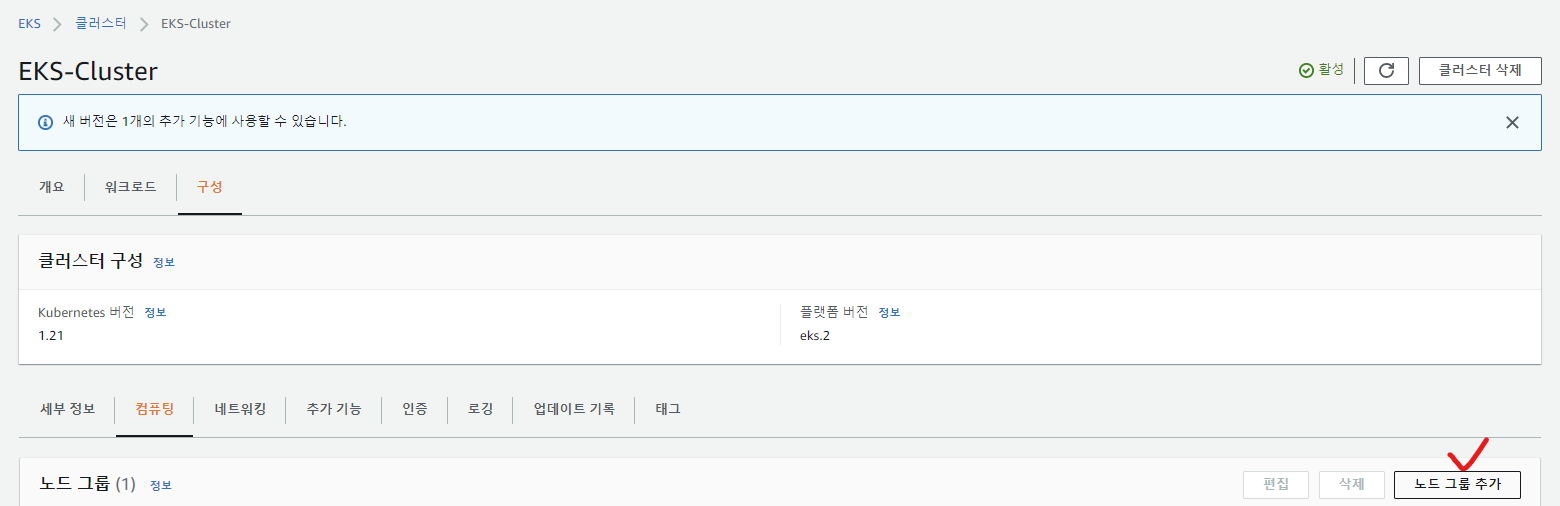 EKS 클러스터 EKS-Cluster
EKS-Cluster
활성 클러스터 삭제
새 버전은 1개의 추가 기능에 사용할 수 있습니다.
개요 워크로드 구성
클러스터 구성 정보
Kubernetes 버전 정보
1.21
플랫폼 버전 정보
eks.2
세부 정보 컴퓨팅 네트워킹 추가 기능 인증 로깅 업데이트 기록 태그
노드 그룹 (1) 정보 편집 삭제 노드 그룹 추가